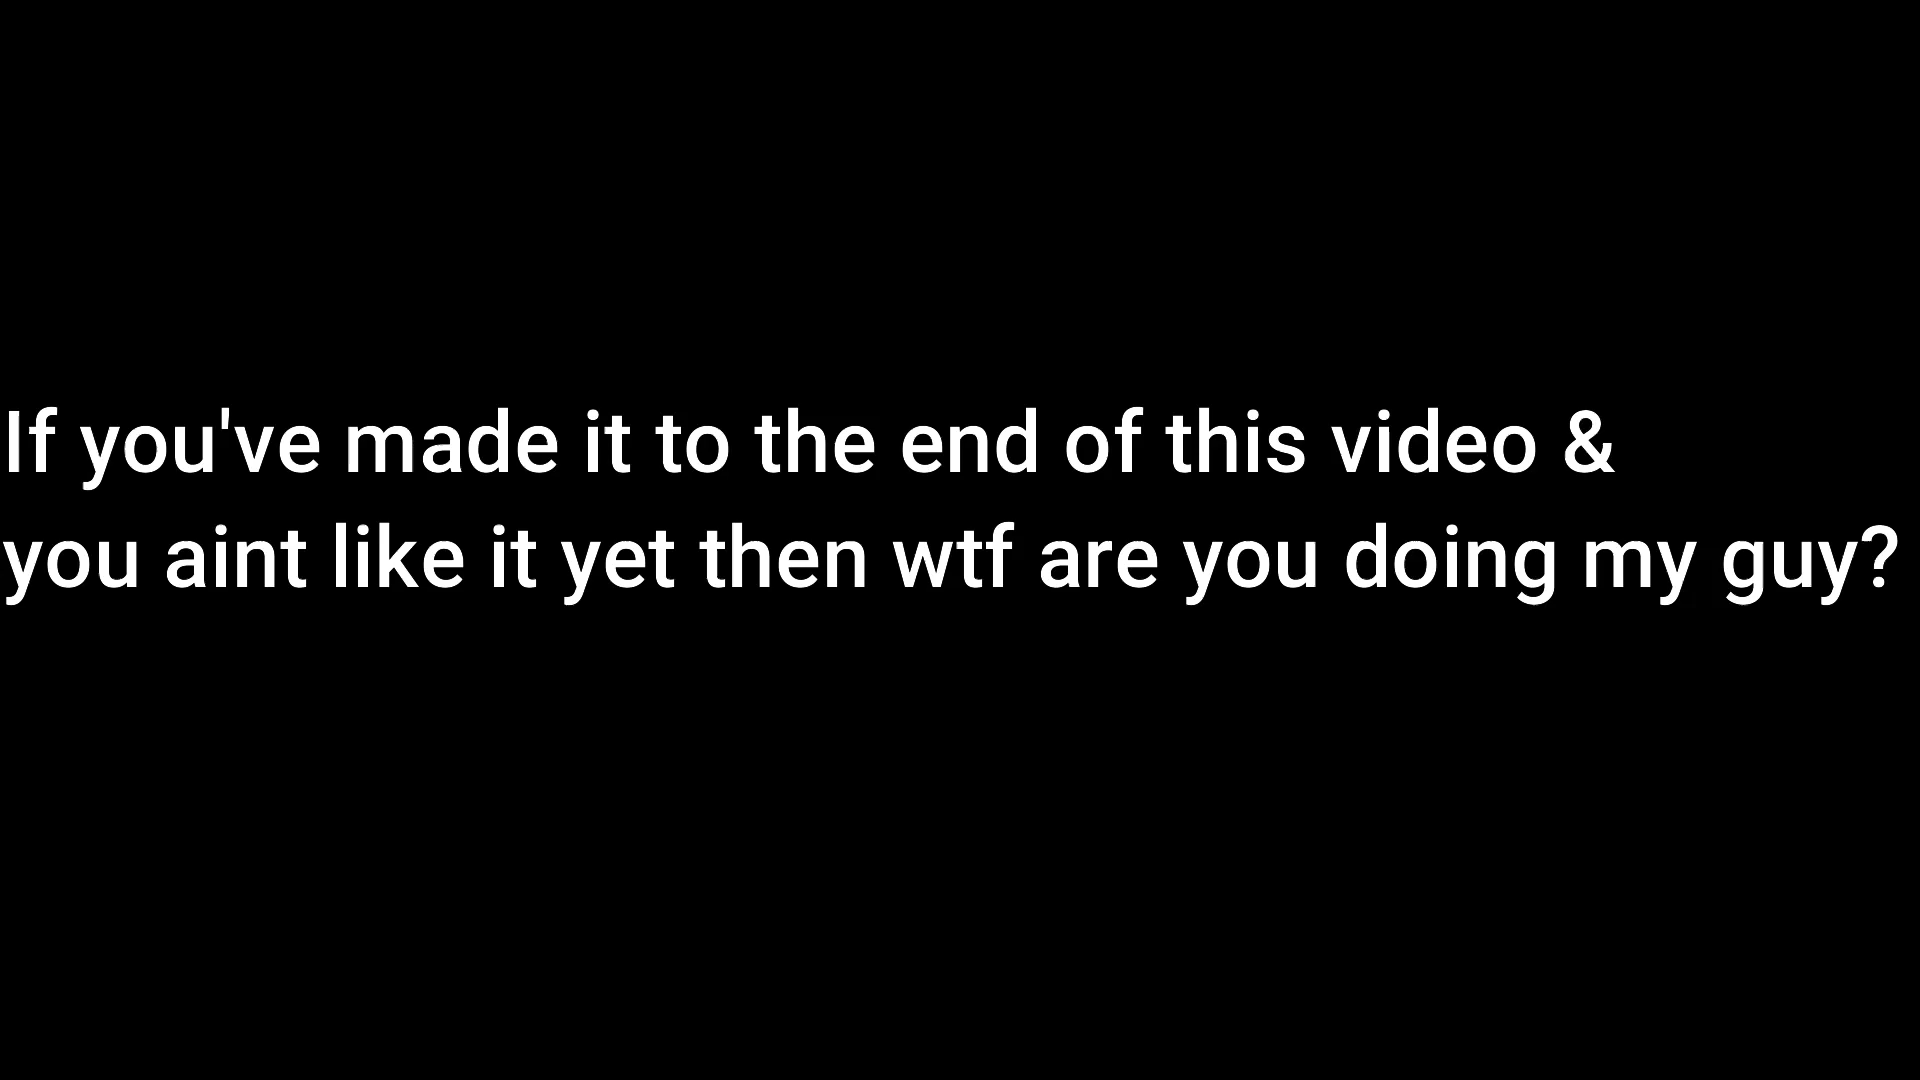 If you've made it to the end of this video &
you aint like it yet then wtf are you doing my guy?